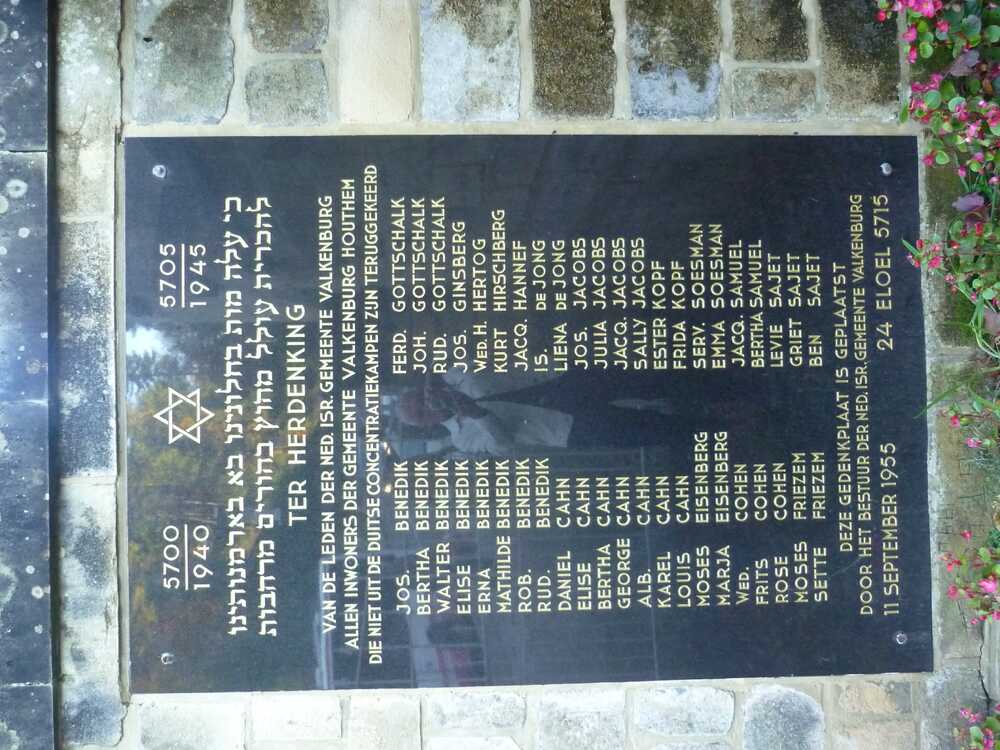 5700 5705
1940 1945
כי עלה מות בחלונינו בא בארמנותינו
להכרית עולל מחוץ בחורים מרחבות
TER HERDENKING
VAN DE LEDEN DER NED. ISR. GEMEENTE VALKENBURG
ALLEN INWONERS DER GEMEENTE VALKENBURG HOUTHEM
DIE NIET UIT DE DUITSE CONCENTRATIEKAMPEN ZIJN TERUGGEKEERD
JOS. BENEDIK
BERTHA BENEDIK
WALTER BENEDIK
ELISE BENEDIK
ERNA BENEDIK
MATHILDE BENEDIK
ROB. BENEDIK
RUD. BENEDIK
DANIEL CAHN
ELISE CAHN
BERTHA CAHN
GEORGE CAHN
ALB. CAHN
KAREL CAHN
LOUIS CAHN
MOSES EISENBERG
MARJA EISENBERG
WED. COHEN
FRITS COHEN
ROSE COHEN
MOSES FRIEZEM
SETTE FRIEZEM
FERD. GOTTSCHALK
JOH. GOTTSCHALK
RUD. GOTTSCHALK
JOS. GINSBERG
WED. H. HERTOG
KURT HIRSCHBERG
JACQ. HANNEF
IS. DE JONG
LIENA DE JONG
JOS. JACOBS
JULIA JACOBS
JACQ. JACOBS
SALLY JACOBS
ESTER KOPF
FRIDA KOPF
SERV. SOESMAN
EMMA SOESMAN
JACQ. SAMUEL
BERTHA SAMUEL
LEVIE SAJET
GRIET SAJET
BEN SAJET
DEZE GEDENKPLAAT IS GEPLAATST
DOOR HET BESTUUR DER NED. ISR. GEMEENTE VALKENBURG
11 SEPTEMBER 1955 24 ELOEL 5715